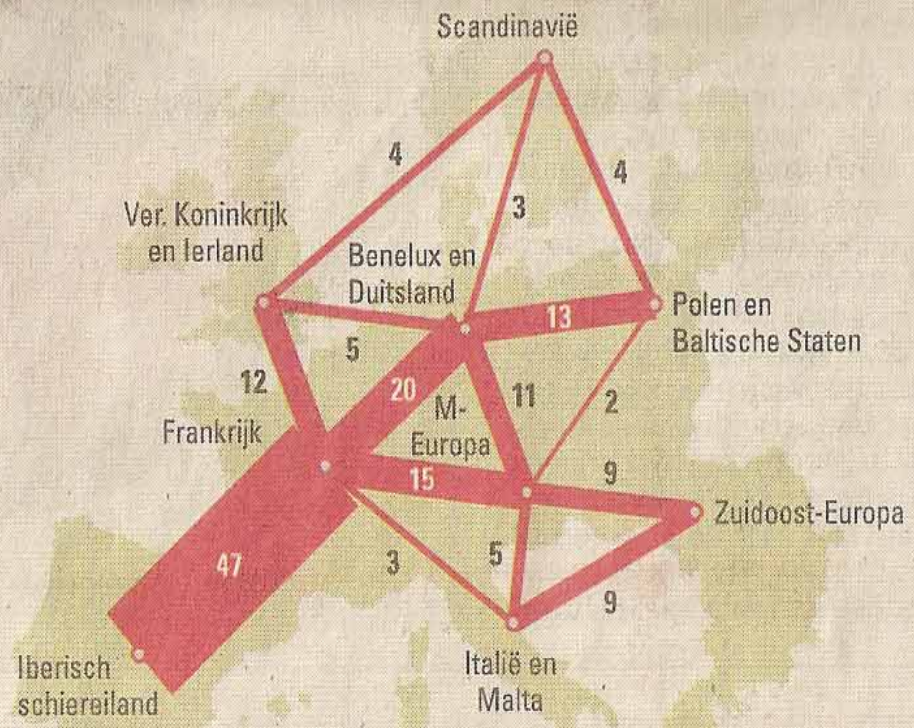 Scandinavië
4
4
3
Ver. Koninkrijk
en Ierland
Benelux en
Duitsland
13
Polen en
Baltische Staten
5
12
20
11
2
M-
Europa
Frankrijk
15
9
Zuidoost-Europa
47
3
5
9
Iberisch
schiereiland
Italië en
Malta